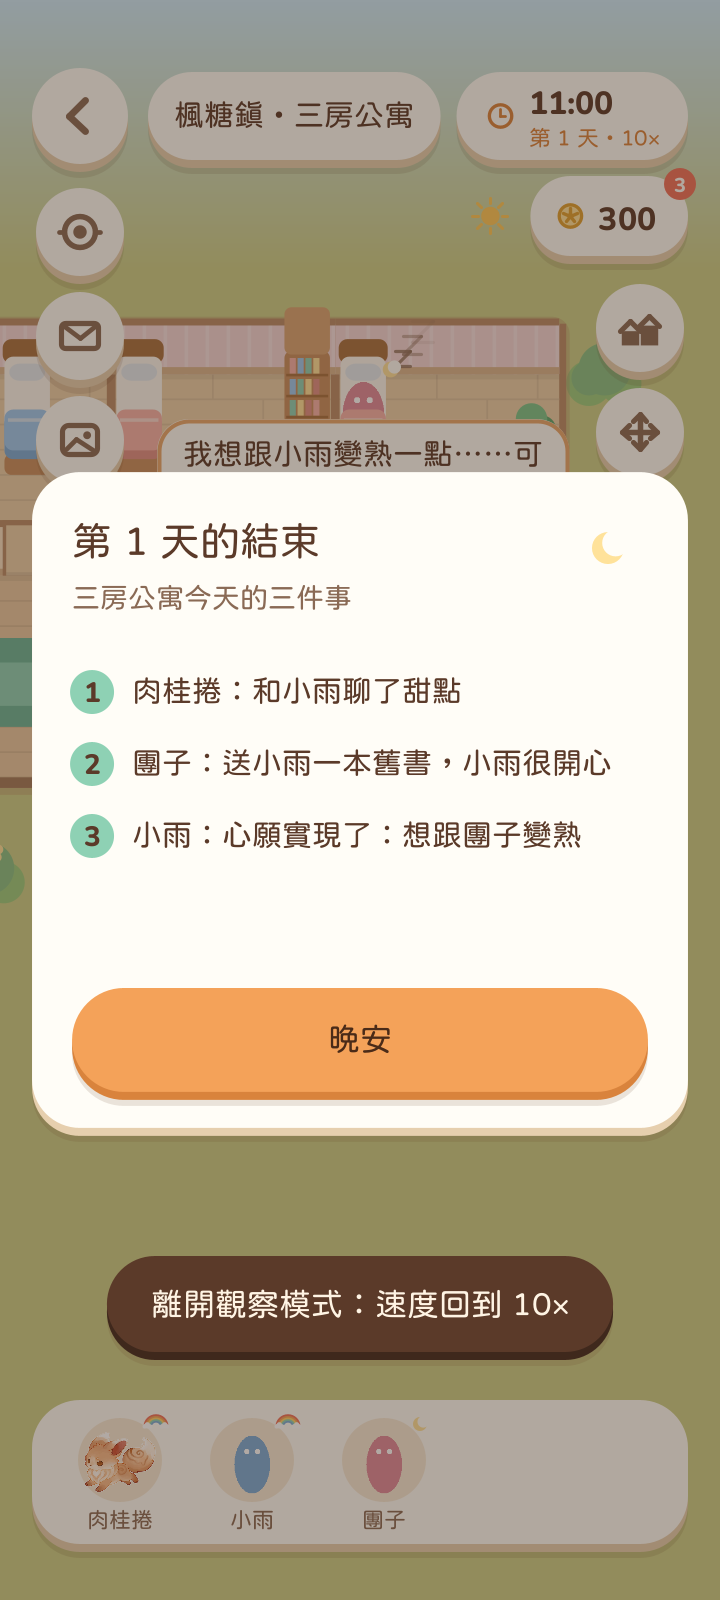 楓糖鎮・三房公寓
11:00
第 1 天・10×
3
300
我想跟小雨變熟一點⋯⋯可
第 1 天的結束
三房公寓今天的三件事
1 肉桂捲：和小雨聊了甜點
2 團子：送小雨一本舊書，小雨很開心
3 小雨：心願實現了：想跟團子變熟
晚安
離開觀察模式：速度回到 10×
肉桂捲
小雨
團子